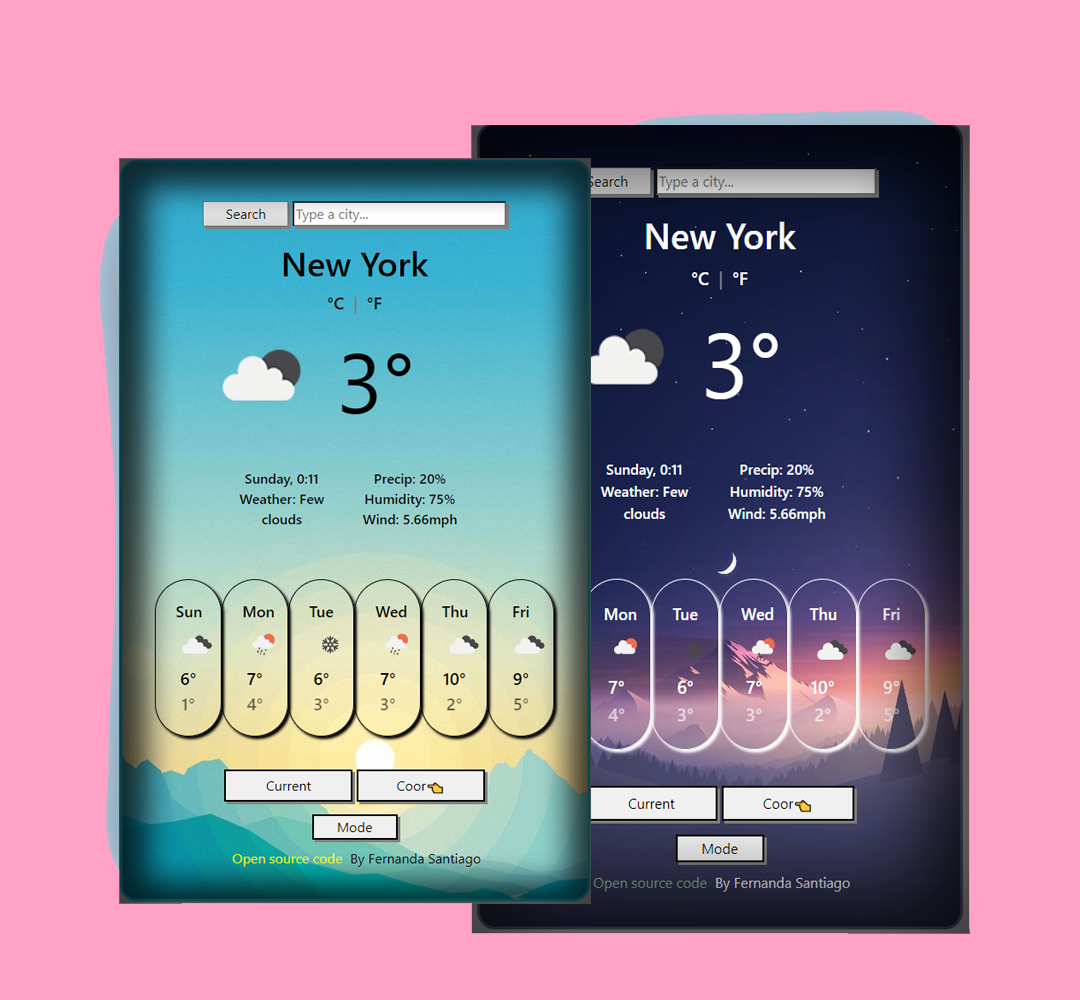 Search Type a city...
New York
°C | °F
3°
Sunday, 0:11 Precip: 20%
Weather: Few Humidity: 75%
clouds Wind: 5.66mph
Sun Mon Tue Wed Thu Fri
6° 7° 6° 7° 10° 9°
1° 4° 3° 3° 2° 5°
Current Coor
Mode
Open source code By Fernanda Santiago
Search Type a city...
New York
°C | °F
3°
Sunday, 0:11 Precip: 20%
Weather: Few Humidity: 75%
clouds Wind: 5.66mph
Mon Tue Wed Thu Fri
7° 6° 7° 10° 9°
4° 3° 3° 2° 5°
Current Coor
Mode
Open source code By Fernanda Santiago